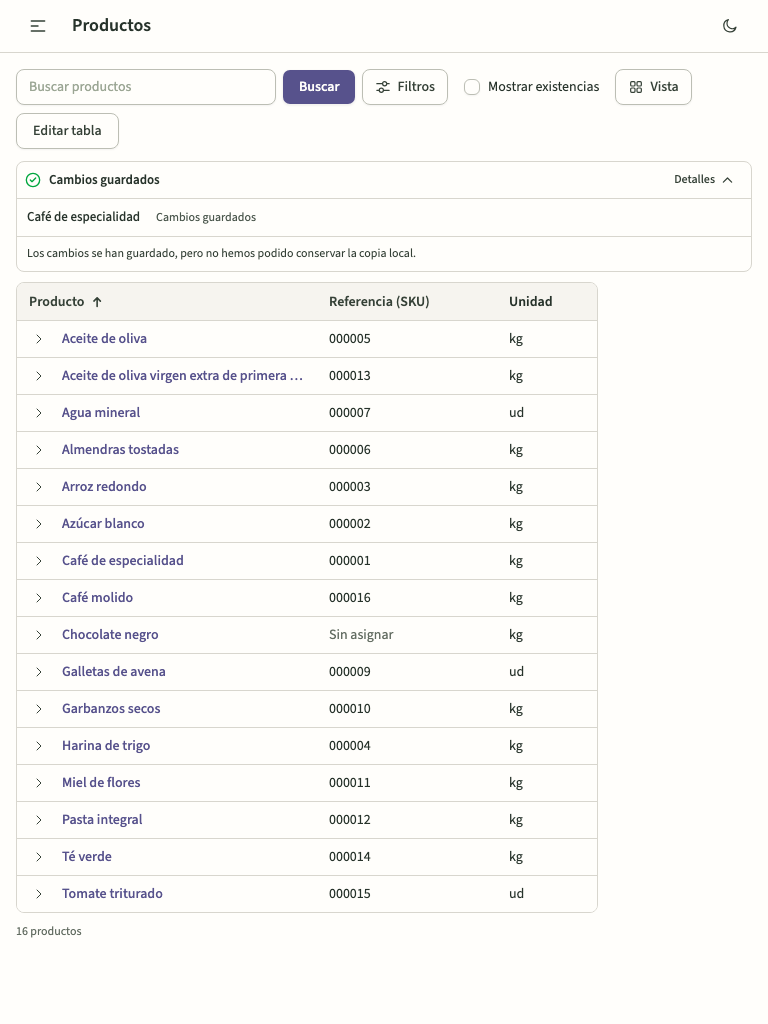 Productos
Buscar productos
Buscar
Filtros
Mostrar existencias
Vista
Editar tabla
Cambios guardados
Detalles
Café de especialidad Cambios guardados
Los cambios se han guardado, pero no hemos podido conservar la copia local.
Producto Referencia (SKU) Unidad
Aceite de oliva 000005 kg
Aceite de oliva virgen extra de primera … 000013 kg
Agua mineral 000007 ud
Almendras tostadas 000006 kg
Arroz redondo 000003 kg
Azúcar blanco 000002 kg
Café de especialidad 000001 kg
Café molido 000016 kg
Chocolate negro Sin asignar kg
Galletas de avena 000009 ud
Garbanzos secos 000010 kg
Harina de trigo 000004 kg
Miel de flores 000011 kg
Pasta integral 000012 kg
Té verde 000014 kg
Tomate triturado 000015 ud
16 productos